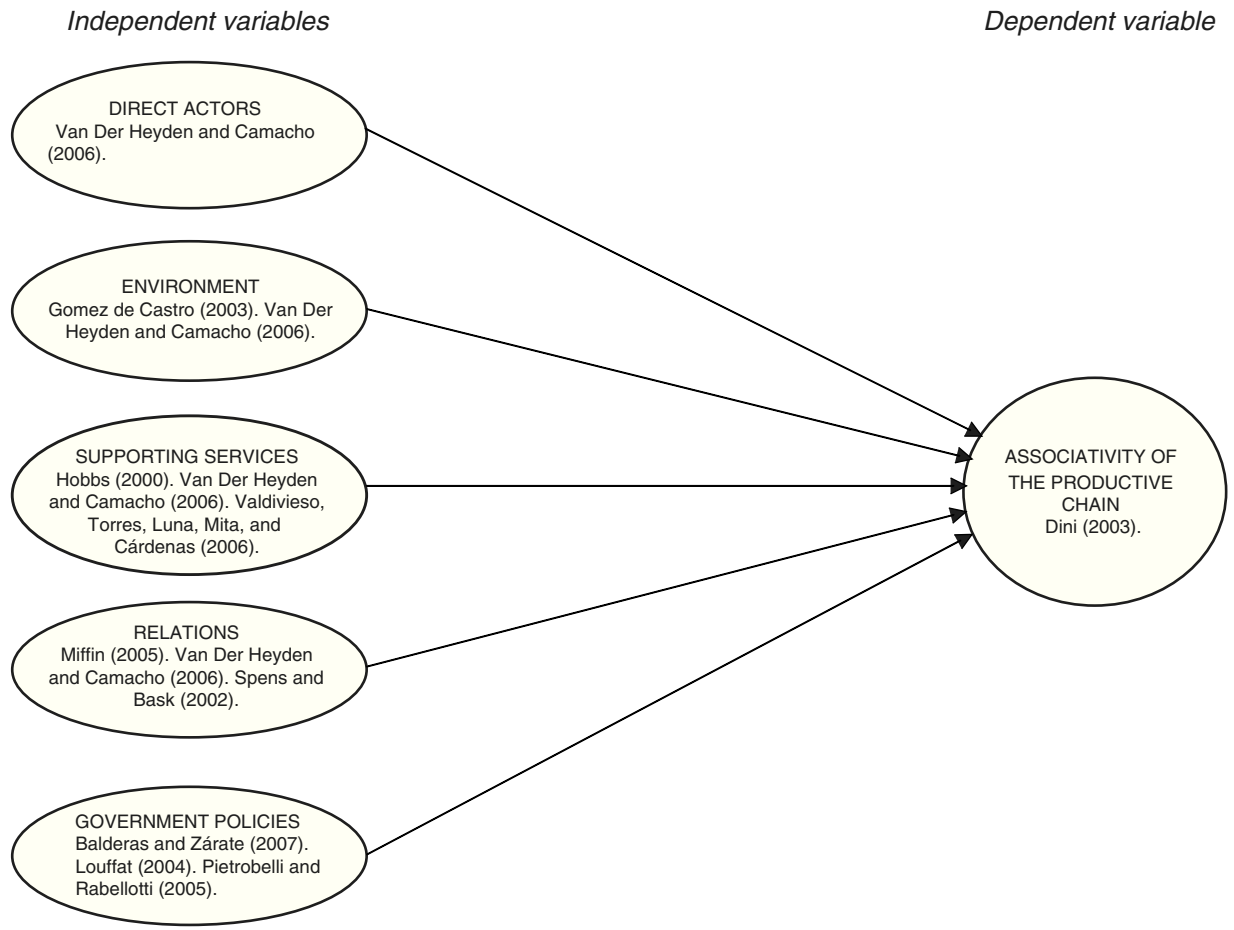 Independent variables
Dependent variable
DIRECT ACTORS
Van Der Heyden and Camacho
(2006).
ENVIRONMENT
Gomez de Castro (2003). Van Der
Heyden and Camacho (2006).
SUPPORTING SERVICES
Hobbs (2000). Van Der Heyden
and Camacho (2006). Valdivieso,
Torres, Luna, Mita, and
Cárdenas (2006).
RELATIONS
Miffin (2005). Van Der Heyden
and Camacho (2006). Spens and
Bask (2002).
GOVERNMENT POLICIES
Balderas and Zárate (2007).
Louffat (2004). Pietrobelli and
Rabellotti (2005).
ASSOCIATIVITY OF
THE PRODUCTIVE
CHAIN
Dini (2003).